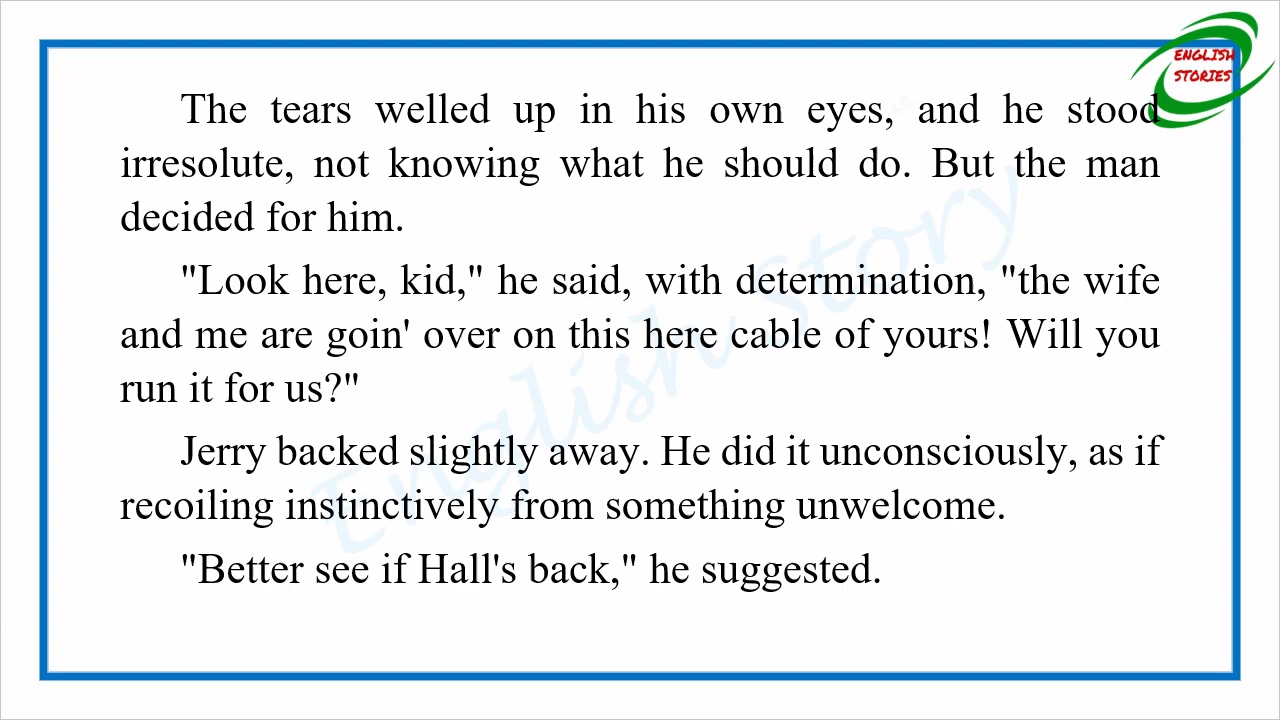 ENGLISH
STORIES
The tears welled up in his own eyes, and he stood
irresolute, not knowing what he should do. But the man
decided for him.
"Look here, kid," he said, with determination, "the wife
and me are goin' over on this here cable of yours! Will you
run it for us?"
Jerry backed slightly away. He did it unconsciously, as if
recoiling instinctively from something unwelcome.
"Better see if Hall's back," he suggested.
English Story